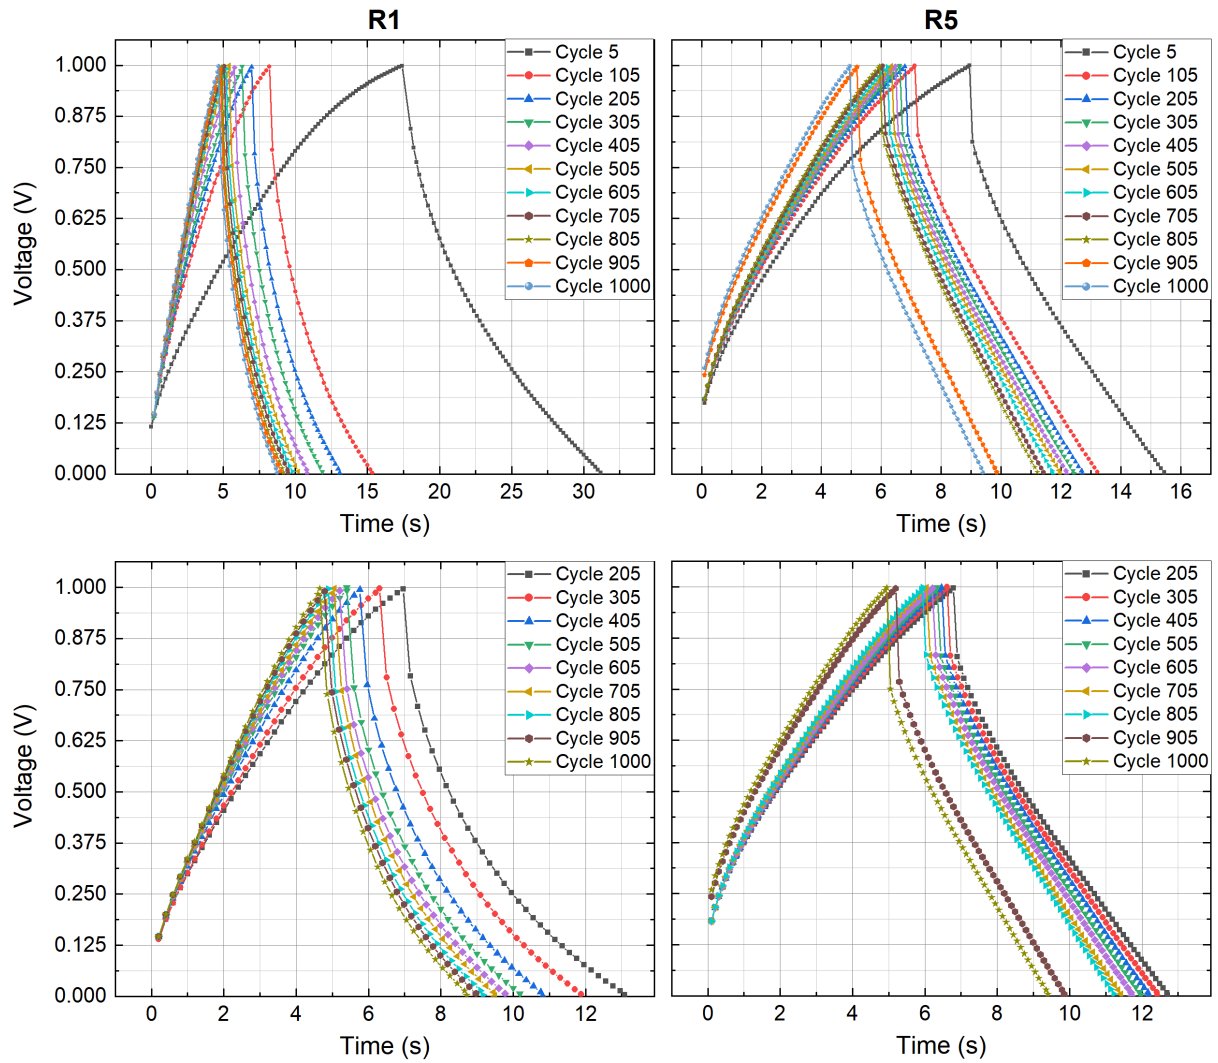 R1
R5
Voltage (V)
1.000
0.875
0.750
0.625
0.500
0.375
0.250
0.125
0.000
0 5 10 15 20 25 30
Time (s)
Cycle 5
Cycle 105
Cycle 205
Cycle 305
Cycle 405
Cycle 505
Cycle 605
Cycle 705
Cycle 805
Cycle 905
Cycle 1000
0 2 4 6 8 10 12 14 16
Time (s)
Cycle 5
Cycle 105
Cycle 205
Cycle 305
Cycle 405
Cycle 505
Cycle 605
Cycle 705
Cycle 805
Cycle 905
Cycle 1000
Voltage (V)
1.000
0.875
0.750
0.625
0.500
0.375
0.250
0.125
0.000
0 2 4 6 8 10 12
Time (s)
Cycle 205
Cycle 305
Cycle 405
Cycle 505
Cycle 605
Cycle 705
Cycle 805
Cycle 905
Cycle 1000
0 2 4 6 8 10 12
Time (s)
Cycle 205
Cycle 305
Cycle 405
Cycle 505
Cycle 605
Cycle 705
Cycle 805
Cycle 905
Cycle 1000